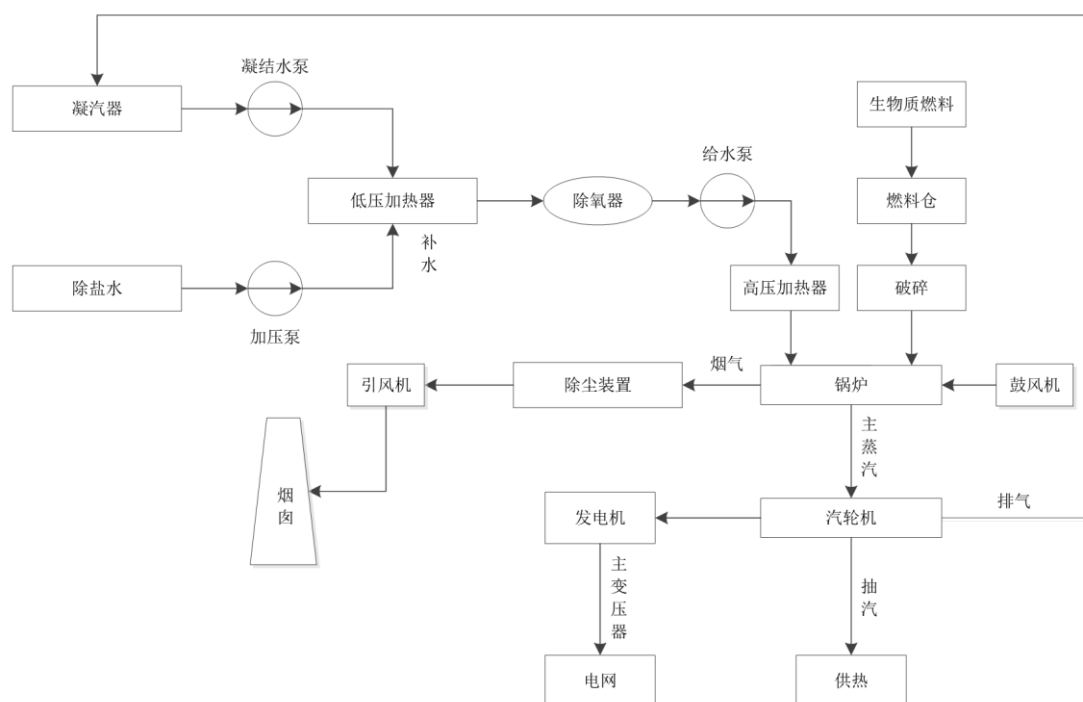 凝结水泵
凝汽器
生物质燃料
给水泵
低压加热器
除氧器
燃料仓
补水
除盐水
高压加热器
破碎
加压泵
烟气
引风机
除尘装置
锅炉
鼓风机
主蒸汽
烟囱
发电机
汽轮机
排气
主变压器
抽汽
电网
供热